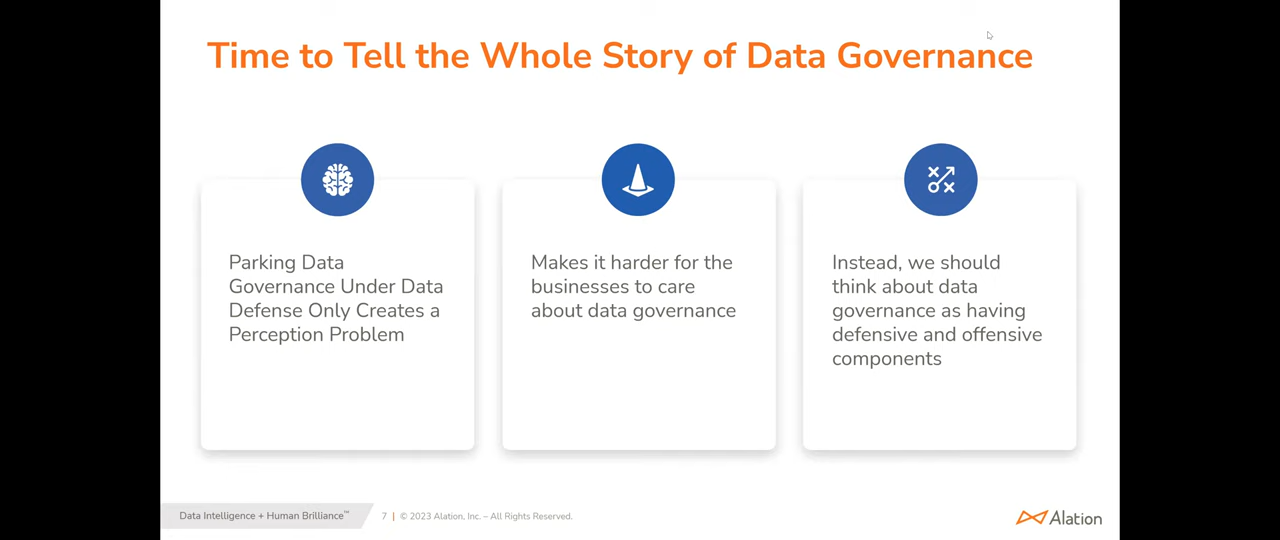 Time to Tell the Whole Story of Data Governance
Parking Data
Governance Under Data
Defense Only Creates a
Perception Problem
Makes it harder for the
businesses to care
about data governance
Instead, we should
think about data
governance as having
defensive and offensive
components
Data Intelligence + Human Brilliance™
7 | © 2023 Alation, Inc. – All Rights Reserved.
Alation